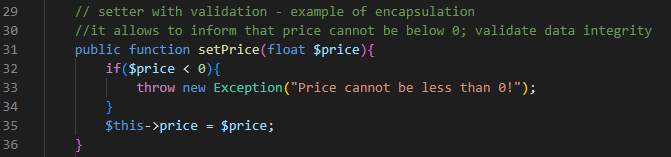 29 // setter with validation - example of encapsulation
30 //it allows to inform that price cannot be below 0; validate data integrity
31 public function setPrice(float $price){
32 if($price < 0){
33 throw new Exception("Price cannot be less than 0!");
34 }
35 $this->price = $price;
36 }